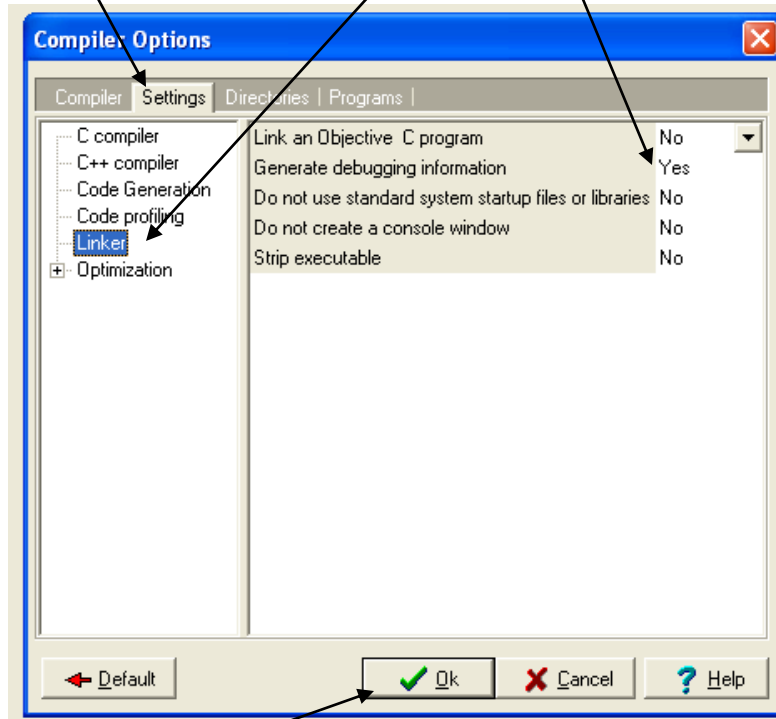 Compiler Options
Compiler Settings Directories | Programs |
C compiler
C++ compiler
Code Generation
Code profiling
Linker
Optimization
Link an Objective C program No
Generate debugging information Yes
Do not use standard system startup files or libraries No
Do not create a console window No
Strip executable No
Default Ok Cancel ? Help